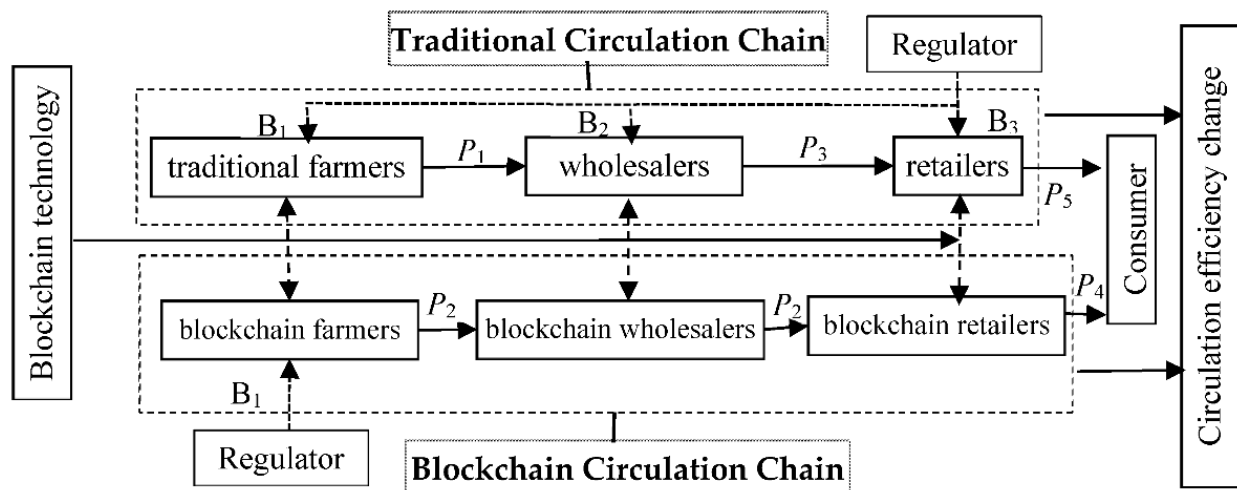 Traditional Circulation Chain
Regulator
Blockchain technology
B1
B2
B3
traditional farmers
P1
wholesalers
P3
retailers
P5
Consumer
Circulation efficiency change
blockchain farmers
P2
blockchain wholesalers
P2
blockchain retailers
P4
B1
Regulator
Blockchain Circulation Chain